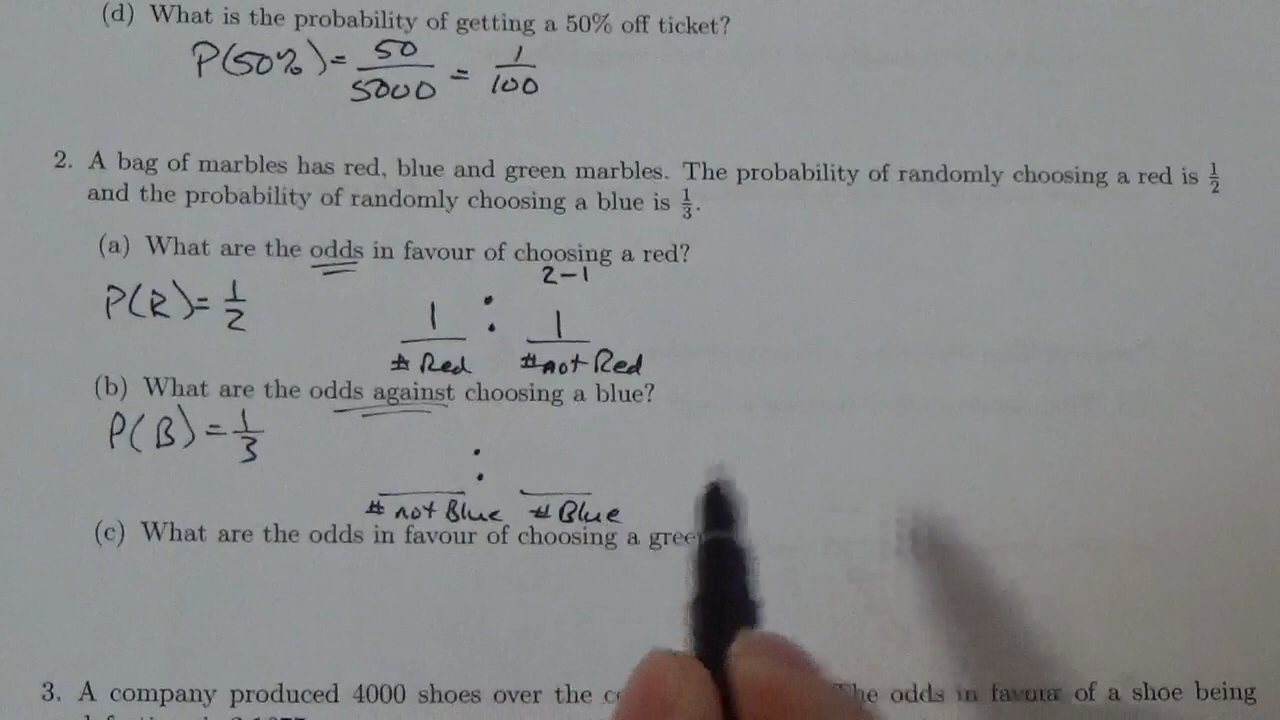 (d) What is the probability of getting a 50% off ticket?
P(50%) = 50/5000 = 1/100
2. A bag of marbles has red, blue and green marbles. The probability of randomly choosing a red is 1/2
and the probability of randomly choosing a blue is 1/3.
(a) What are the odds in favour of choosing a red?
2-1
P(R) = 1/2 1 : 1
# Red #not Red
(b) What are the odds against choosing a blue?
P(B) = 1/3 :
# not Blue # Blue
(c) What are the odds in favour of choosing a
3. A company produced 4000 shoes over the The odds in favour of a shoe being